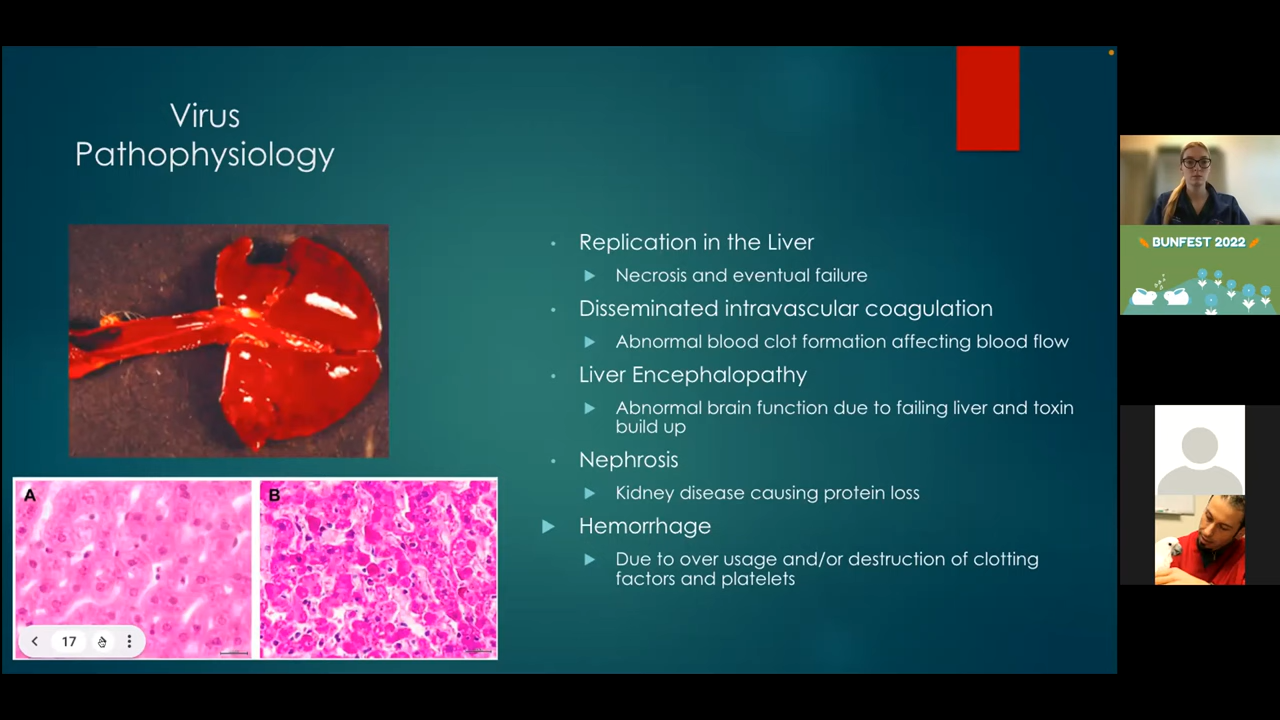 Virus
Pathophysiology
Replication in the Liver
Necrosis and eventual failure
Disseminated intravascular coagulation
Abnormal blood clot formation affecting blood flow
Liver Encephalopathy
Abnormal brain function due to failing liver and toxin
build up
Nephrosis
Kidney disease causing protein loss
Hemorrhage
Due to over usage and/or destruction of clotting
factors and platelets
A
B
17
BUNFEST 2022